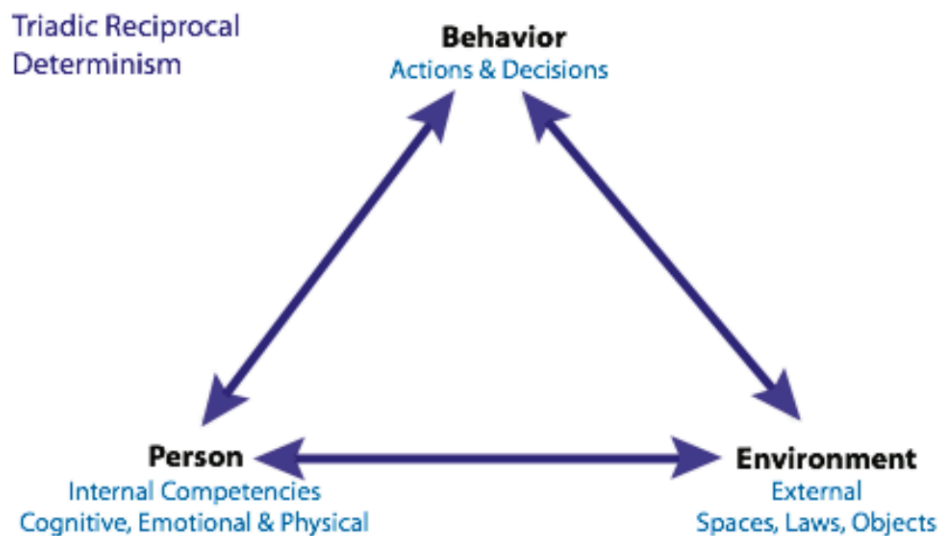 Triadic Reciprocal
Determinism
Behavior
Actions & Decisions
Person
Internal Competencies
Cognitive, Emotional & Physical
Environment
External
Spaces, Laws, Objects